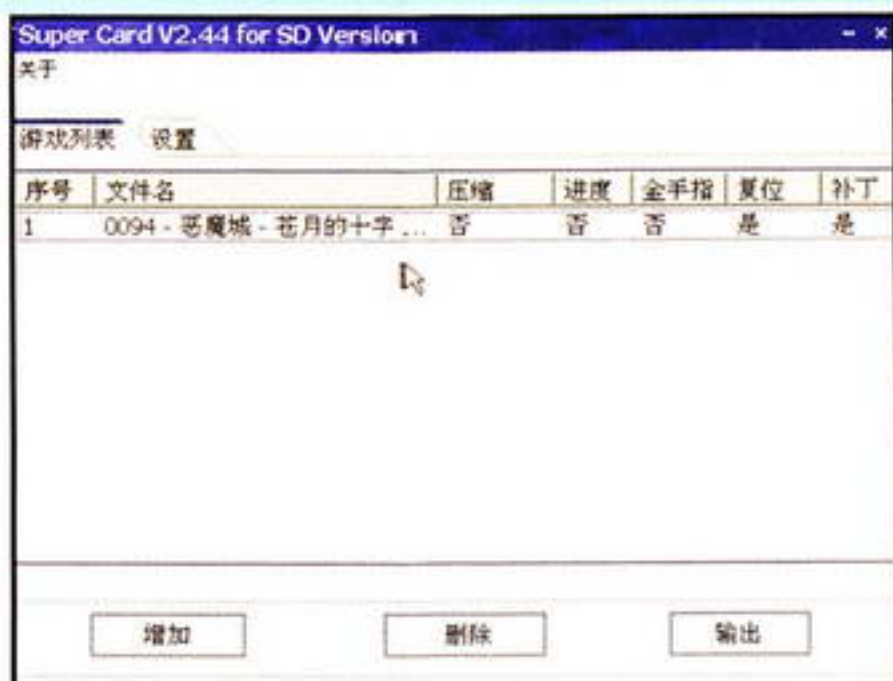 Super Card V2.44 for SD Version
关于
游戏列表 设置
序号 文件名 压缩 进度 金手指 复位 补丁
1 0094 - 恶魔城 - 苍月的十字 ... 否 否 否 是 是
增加 删除 输出